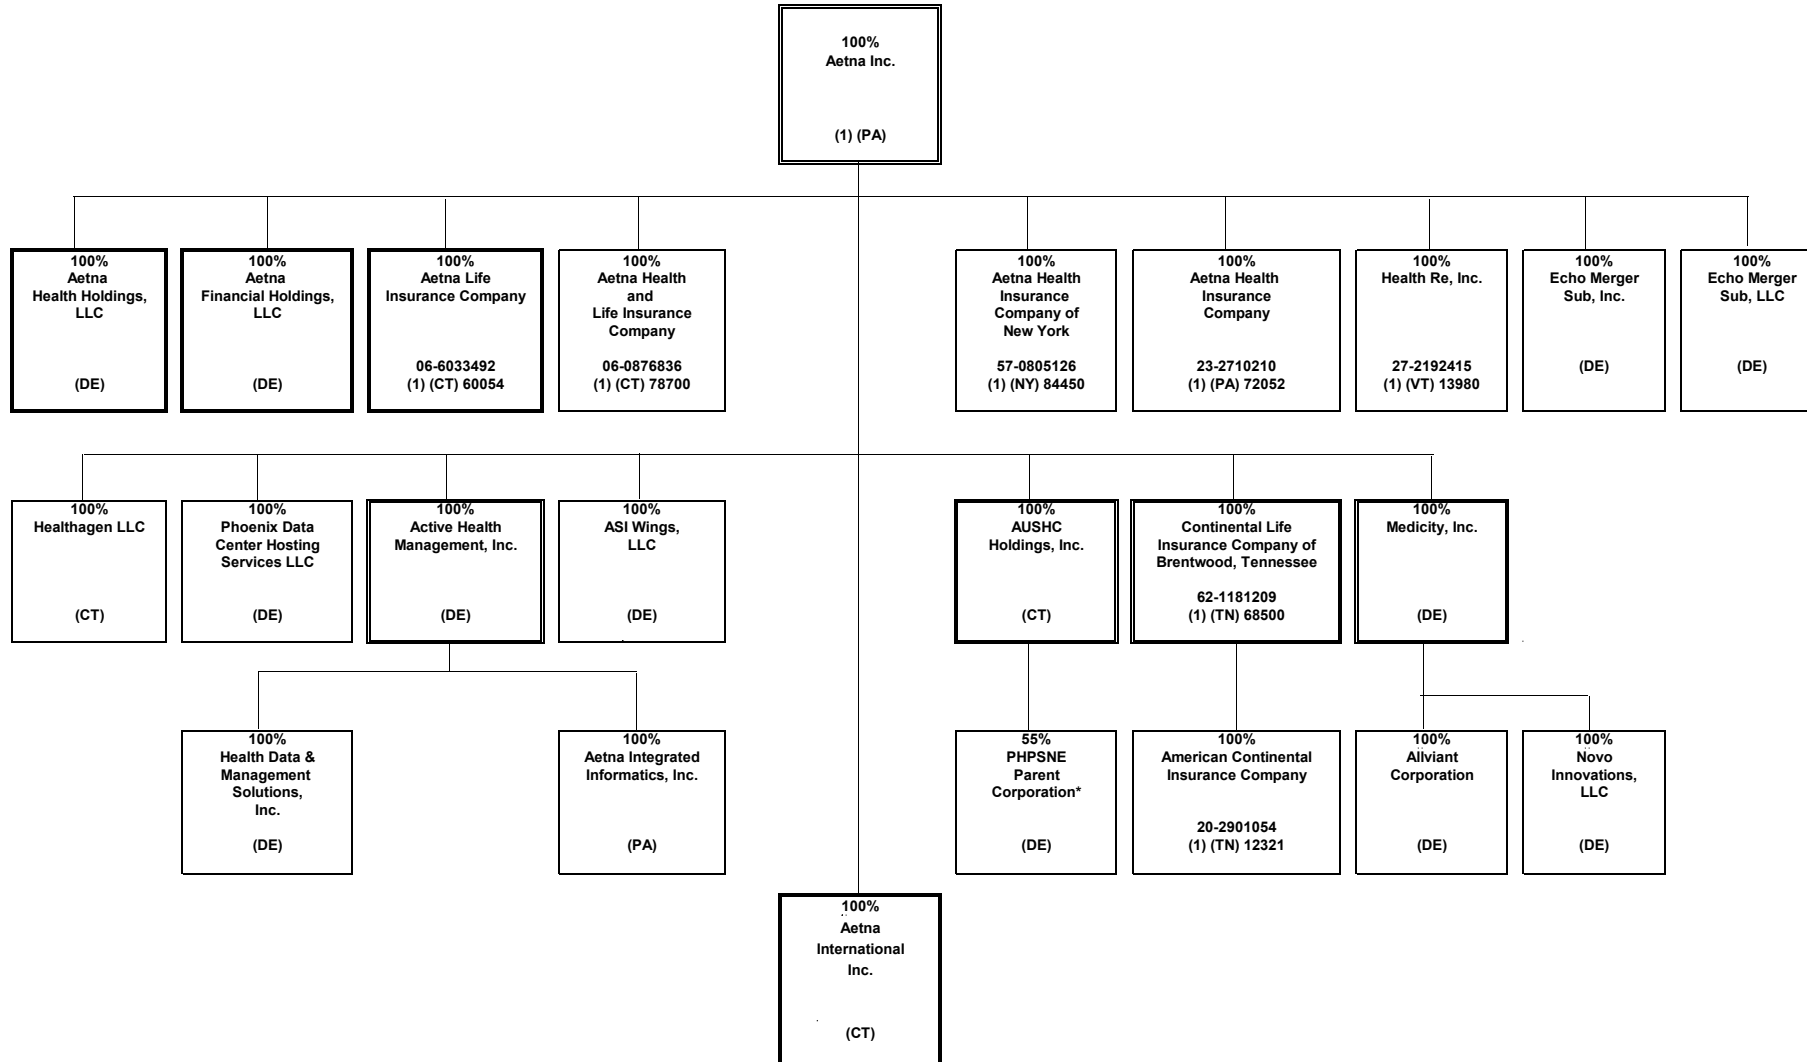 100%
Aetna Inc.
(1) (PA)
100%
Aetna
Health Holdings,
LLC
(DE)
100%
Aetna
Financial Holdings,
LLC
(DE)
100%
Aetna Life
Insurance Company
06-6033492
(1) (CT) 60054
100%
Aetna Health
and
Life Insurance
Company
06-0876836
(1) (CT) 78700
100%
Aetna Health
Insurance
Company of
New York
57-0805126
(1) (NY) 84450
100%
Aetna Health
Insurance
Company
23-2710210
(1) (PA) 72052
100%
Health Re, Inc.
27-2192415
(1) (VT) 13980
100%
Echo Merger
Sub, Inc.
(DE)
100%
Echo Merger
Sub, LLC
(DE)
100%
Healthagen LLC
(CT)
100%
Phoenix Data
Center Hosting
Services LLC
(DE)
100%
Active Health
Management, Inc.
(DE)
100%
ASI Wings,
LLC
(DE)
100%
AUSHC
Holdings, Inc.
(CT)
100%
Continental Life
Insurance Company of
Brentwood, Tennessee
62-1181209
(1) (TN) 68500
100%
Medicity, Inc.
(DE)
100%
Health Data &
Management
Solutions,
Inc.
(DE)
100%
Aetna Integrated
Informatics, Inc.
(PA)
55%
PHPSNE
Parent
Corporation*
(DE)
100%
American Continental
Insurance Company
20-2901054
(1) (TN) 12321
100%
Allviant
Corporation
(DE)
100%
Novo
Innovations,
LLC
(DE)
100%
Aetna
International
Inc.
(CT)